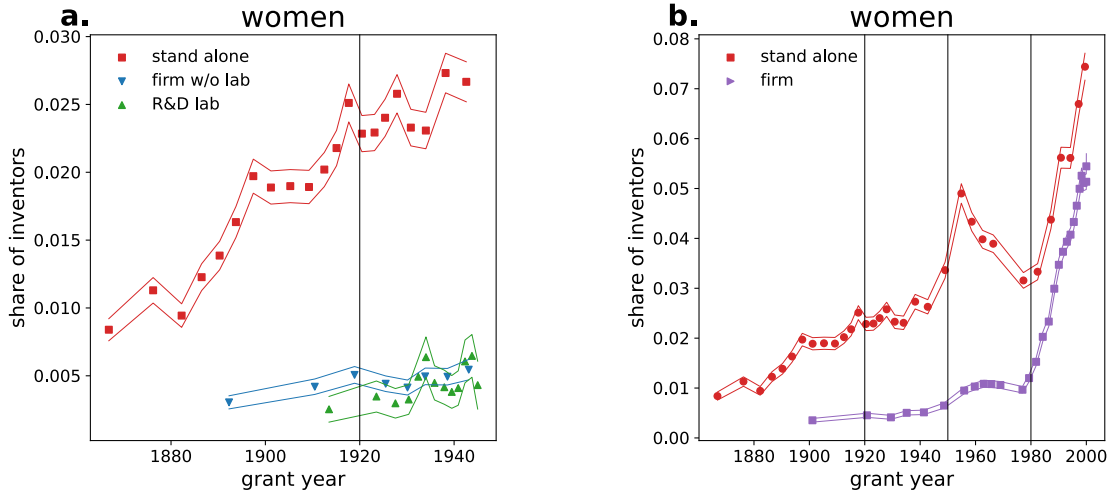 a.
women
share of inventors
0.030
0.025
0.020
0.015
0.010
0.005
stand alone
firm w/o lab
R&D lab
1880 1900 1920 1940
grant year
b.
women
share of inventors
0.08
0.07
0.06
0.05
0.04
0.03
0.02
0.01
0.00
stand alone
firm
1880 1900 1920 1940 1960 1980 2000
grant year